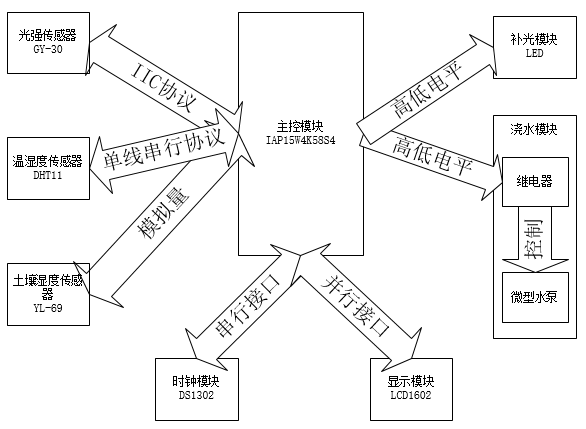 光强传感器
GY-30
IIC协议
温湿度传感器
DHT11
单线串行协议
土壤湿度传感
器
YL-69
模拟量
主控模块
IAP15W4K58S4
高低电平
补光模块
LED
高低电平
浇水模块
继电器
控制
微型水泵
串行接口
时钟模块
DS1302
并行接口
显示模块
LCD1602